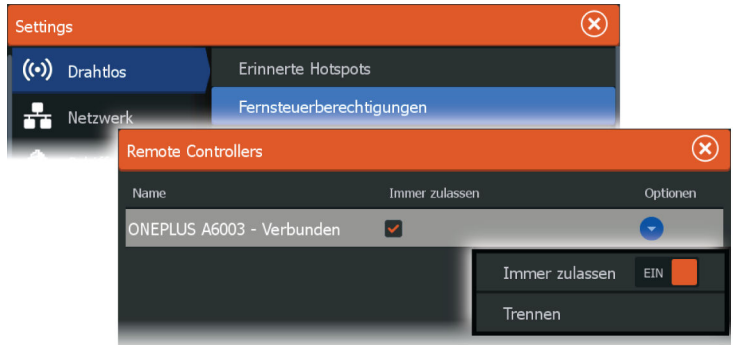 Settings
Drahtlos
Erinnerte Hotspots
Netzwerk
Fernsteuerberechtigungen
Remote Controllers
Name Immer zulassen Optionen
ONEPLUS A6003 - Verbunden
Immer zulassen EIN
Trennen